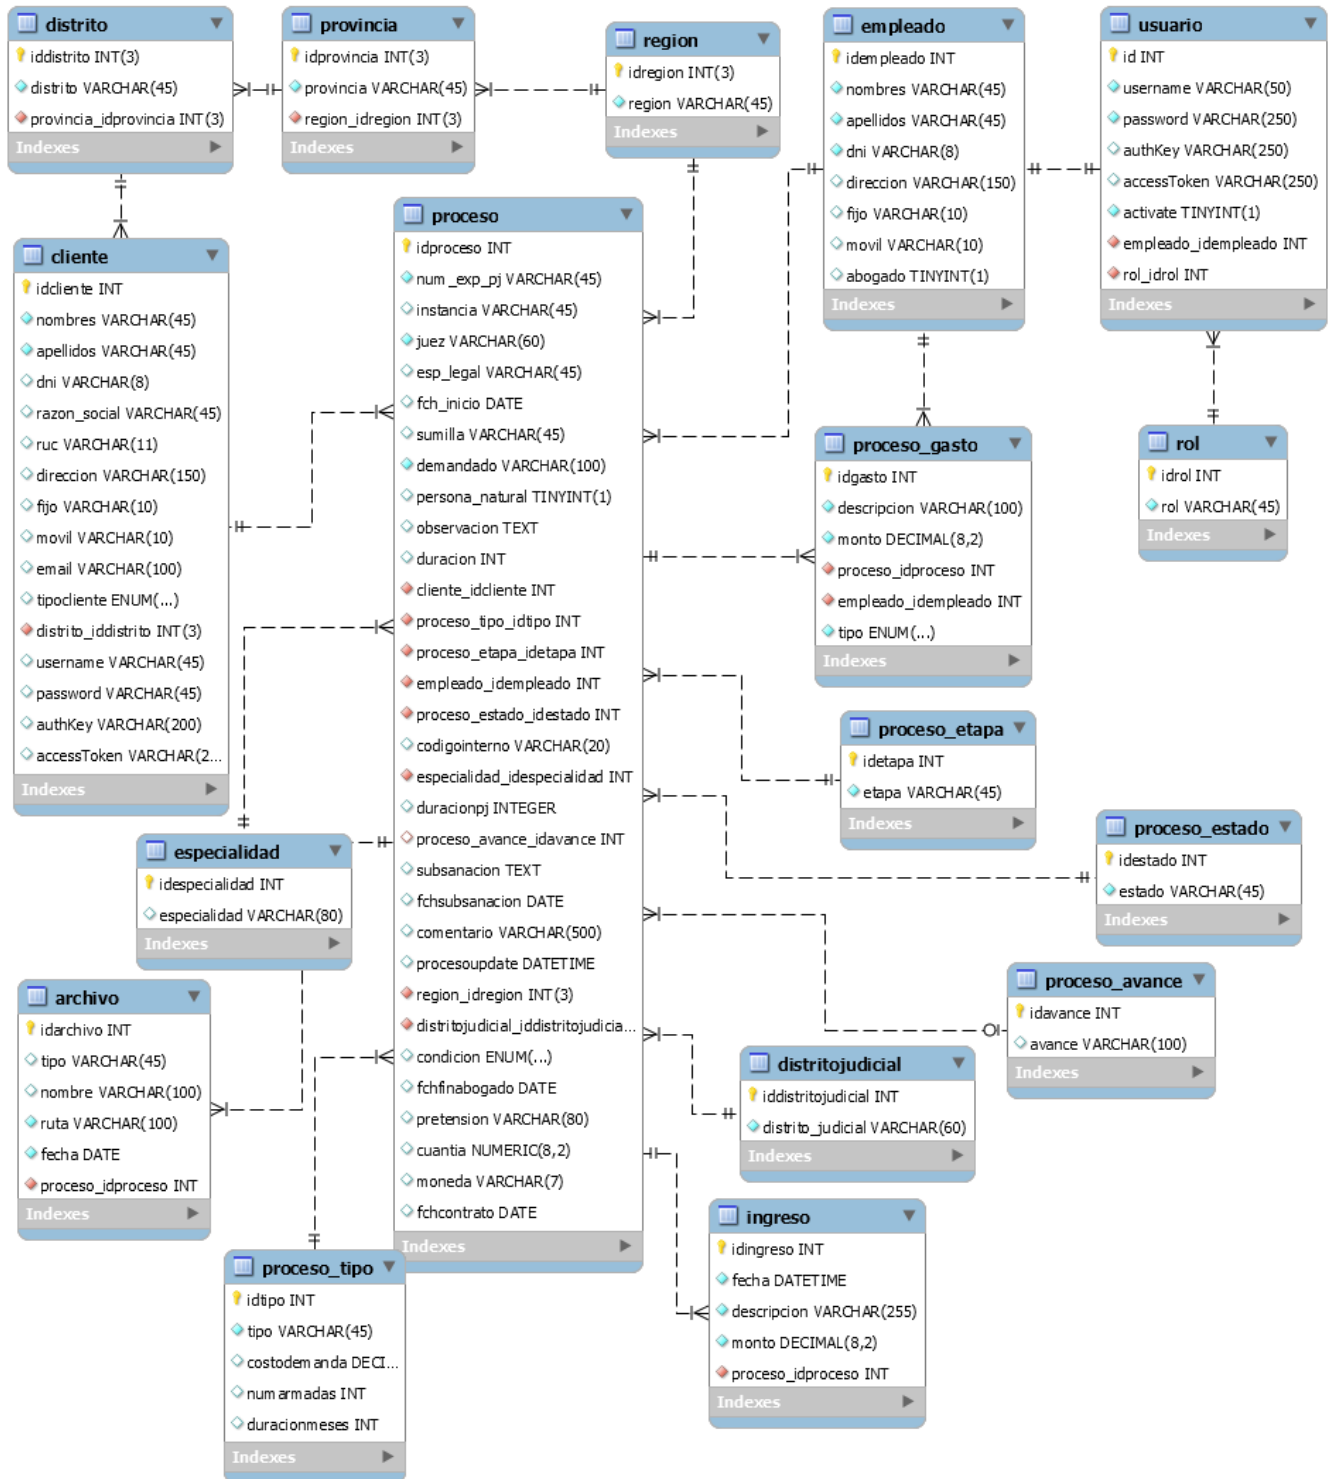 distrito
iddistrito INT(3)
distrito VARCHAR(45)
provincia_idprovincia INT(3)
Indexes
provincia
idprovincia INT(3)
provincia VARCHAR(45)
region_idregion INT(3)
Indexes
region
idregion INT(3)
region VARCHAR(45)
Indexes
empleado
idempleado INT
nombres VARCHAR(45)
apellidos VARCHAR(45)
dni VARCHAR(8)
direccion VARCHAR(150)
fijo VARCHAR(10)
movil VARCHAR(10)
abogado TINYINT(1)
Indexes
usuario
id INT
username VARCHAR(50)
password VARCHAR(250)
authKey VARCHAR(250)
accessToken VARCHAR(250)
activate TINYINT(1)
empleado_idempleado INT
rol_idrol INT
Indexes
cliente
idcliente INT
nombres VARCHAR(45)
apellidos VARCHAR(45)
dni VARCHAR(8)
razon_social VARCHAR(45)
ruc VARCHAR(11)
direccion VARCHAR(150)
fijo VARCHAR(10)
movil VARCHAR(10)
email VARCHAR(100)
tipocliente ENUM(...)
distrito_iddistrito INT(3)
username VARCHAR(45)
password VARCHAR(45)
authKey VARCHAR(200)
accessToken VARCHAR(2...
Indexes
proceso
idproceso INT
num_exp_pj VARCHAR(45)
instancia VARCHAR(45)
juez VARCHAR(60)
esp_legal VARCHAR(45)
fch_inicio DATE
sumilla VARCHAR(45)
demandado VARCHAR(100)
persona_natural TINYINT(1)
observacion TEXT
duracion INT
cliente_idcliente INT
proceso_tipo_idtipo INT
proceso_etapa_idetapa INT
empleado_idempleado INT
proceso_estado_idestado INT
codigointerno VARCHAR(20)
especialidad_idespecialidad INT
duracionpj INTEGER
proceso_avance_idavance INT
subsanacion TEXT
fchsubsanacion DATE
comentario VARCHAR(500)
procesoupdate DATETIME
region_idregion INT(3)
distritojudicial_iddistritojudicia...
condicion ENUM(...)
fchfinabogado DATE
pretension VARCHAR(80)
cuantia NUMERIC(8,2)
moneda VARCHAR(7)
fchcontrato DATE
Indexes
proceso_gasto
idgasto INT
descripcion VARCHAR(100)
monto DECIMAL(8,2)
proceso_idproceso INT
empleado_idempleado INT
tipo ENUM(...)
Indexes
rol
idrol INT
rol VARCHAR(45)
Indexes
proceso_etapa
idetapa INT
etapa VARCHAR(45)
Indexes
proceso_estado
idestado INT
estado VARCHAR(45)
Indexes
especialidad
idespecialidad INT
especialidad VARCHAR(80)
Indexes
proceso_avance
idavance INT
avance VARCHAR(100)
Indexes
archivo
idarchivo INT
tipo VARCHAR(45)
nombre VARCHAR(100)
ruta VARCHAR(100)
fecha DATE
proceso_idproceso INT
Indexes
distritojudicial
iddistritojudicial INT
distrito_judicial VARCHAR(60)
Indexes
ingreso
idingreso INT
fecha DATETIME
descripcion VARCHAR(255)
monto DECIMAL(8,2)
proceso_idproceso INT
Indexes
proceso_tipo
idtipo INT
tipo VARCHAR(45)
costodemanda DECI...
numarmadas INT
duracionmeses INT
Indexes